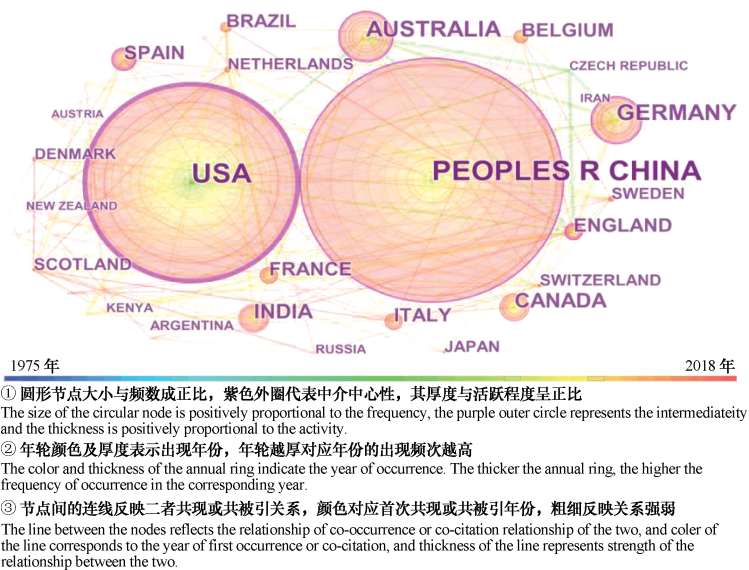 BRAZIL
AUSTRALIA
BELGIUM
SPAIN
NETHERLANDS
CZECH REPUBLIC
IRAN
GERMANY
AUSTRIA
DENMARK
USA
PEOPLES R CHINA
SWEDEN
NEW ZEALAND
ENGLAND
SCOTLAND
FRANCE
SWITZERLAND
KENYA
INDIA
ITALY
CANADA
ARGENTINA
RUSSIA
JAPAN
1975 年
2018 年
① 圆形节点大小与频数成正比，紫色外圈代表中介中心性，其厚度与活跃程度呈正比
The size of the circular node is positively proportional to the frequency, the purple outer circle represents the intermediateity
and the thickness is positively proportional to the activity.
② 年轮颜色及厚度表示出现年份，年轮越厚对应年份的出现频次越高
The color and thickness of the annual ring indicate the year of occurrence. The thicker the annual ring, the higher the
frequency of occurrence in the corresponding year.
③ 节点间的连线反映二者共现或共被引关系，颜色对应首次共现或共被引年份，粗细反映关系强弱
The line between the nodes reflects the relationship of co-occurrence or co-citation relationship of the two, and coler of
the line corresponds to the year of first occurrence or co-citation, and thickness of the line represents strength of the
relationship between the two.